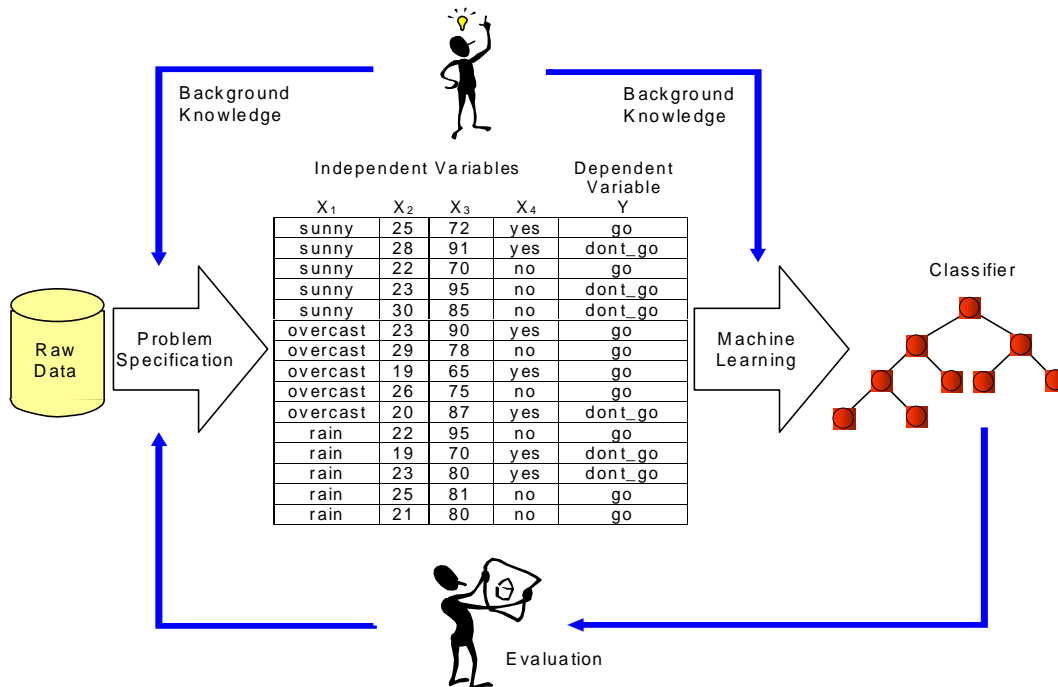 Background
Knowledge
Background
Knowledge
Independent Variables
Dependent
Variable
X1 X2 X3 X4 Y
sunny 25 72 yes go
sunny 28 91 yes dont_go
sunny 22 70 no go
sunny 23 95 no dont_go
sunny 30 85 no dont_go
overcast 23 90 yes go
overcast 29 78 no go
overcast 19 65 yes go
overcast 26 75 no go
overcast 20 87 yes dont_go
rain 22 95 no go
rain 19 70 yes dont_go
rain 23 80 yes dont_go
rain 25 81 no go
rain 21 80 no go
Raw
Data
Problem
Specification
Machine
Learning
Classifier
Evaluation